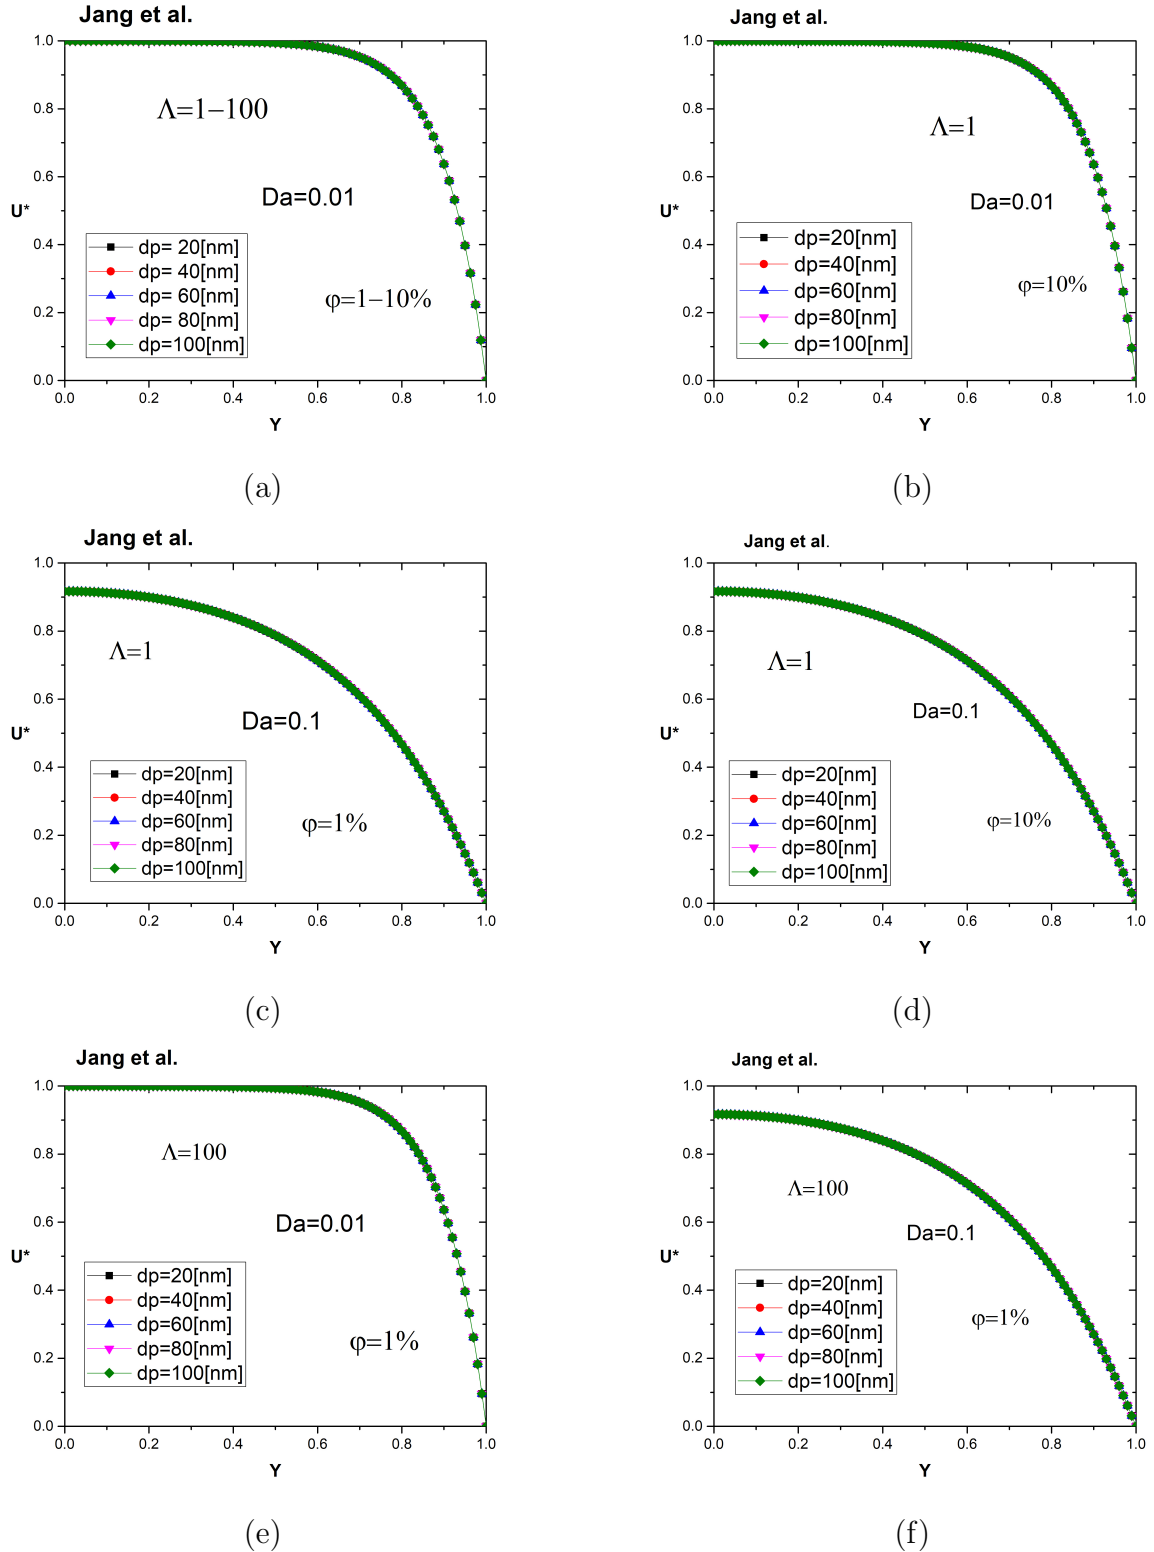 Jang et al.
1.0
0.8
0.6
0.4
0.2
0.0
U*
Λ=1−100
Da=0.01
φ=1−10%
dp= 20[nm]
dp= 40[nm]
dp= 60[nm]
dp= 80[nm]
dp=100[nm]
0.0 0.2 0.4 0.6 0.8 1.0
Y
(a)
Jang et al.
1.0
0.8
0.6
0.4
0.2
0.0
U*
Λ=1
Da=0.01
φ=10%
dp=20[nm]
dp=40[nm]
dp=60[nm]
dp=80[nm]
dp=100[nm]
0.0 0.2 0.4 0.6 0.8 1.0
Y
(b)
Jang et al.
1.0
0.8
0.6
0.4
0.2
0.0
U*
Λ=1
Da=0.1
φ=1%
dp=20[nm]
dp=40[nm]
dp=60[nm]
dp=80[nm]
dp=100[nm]
0.0 0.2 0.4 0.6 0.8 1.0
Y
(c)
Jang et al.
1.0
0.8
0.6
0.4
0.2
0.0
U*
Λ=1
Da=0.1
φ=10%
dp=20[nm]
dp=40[nm]
dp=60[nm]
dp=80[nm]
dp=100[nm]
0.0 0.2 0.4 0.6 0.8 1.0
Y
(d)
Jang et al.
1.0
0.8
0.6
0.4
0.2
0.0
U*
Λ=100
Da=0.01
φ=1%
dp=20[nm]
dp=40[nm]
dp=60[nm]
dp=80[nm]
dp=100[nm]
0.0 0.2 0.4 0.6 0.8 1.0
Y
(e)
Jang et al.
1.0
0.8
0.6
0.4
0.2
0.0
U*
Λ=100
Da=0.1
φ=1%
dp=20[nm]
dp=40[nm]
dp=60[nm]
dp=80[nm]
dp=100[nm]
0.0 0.2 0.4 0.6 0.8 1.0
Y
(f)